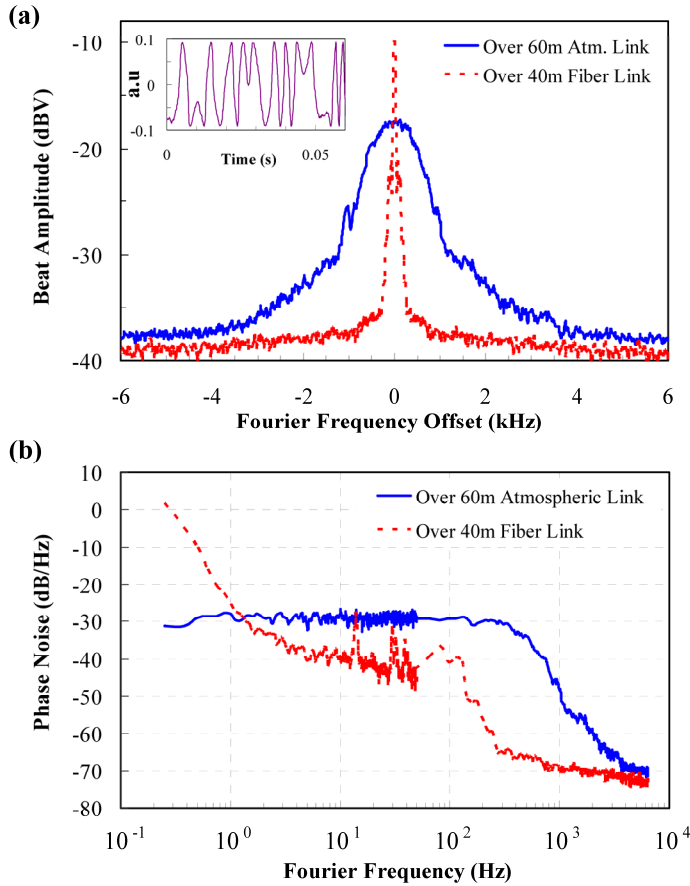 (a)
0.1
0
-0.1
a.u
0
0.05
Time (s)
Over 60m Atm. Link
Over 40m Fiber Link
-20
-30
-40
Beat Amplitude (dBV)
-6
-4
-2
0
2
4
6
Fourier Frequency Offset (kHz)
(b)
10
0
-10
-20
-30
-40
-50
-60
-70
-80
Phase Noise (dB/Hz)
Over 60m Atmospheric Link
Over 40m Fiber Link
10-1
100
101
102
103
104
Fourier Frequency (Hz)